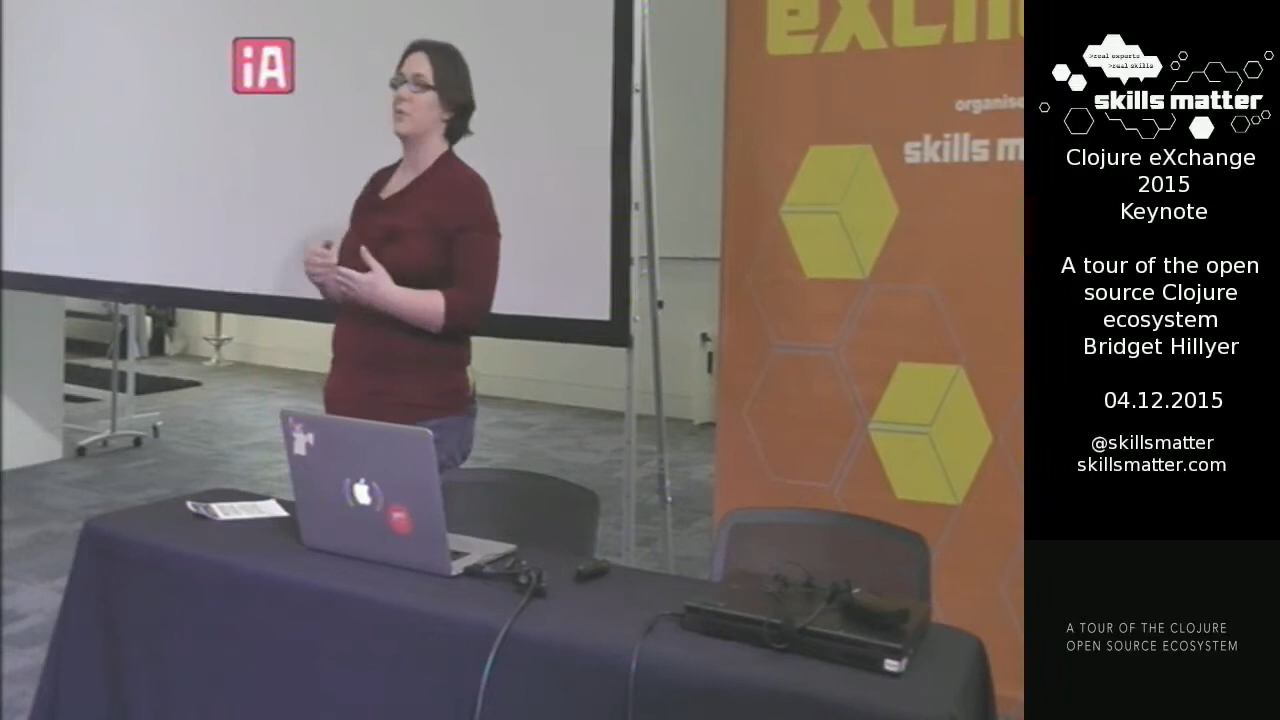 iA
eXch
organise
skills m
>real experts
>real skills
skills matter
Clojure eXchange
2015
Keynote
A tour of the open
source Clojure
ecosystem
Bridget Hillyer
04.12.2015
@skillsmatter
skillsmatter.com
A TOUR OF THE CLOJURE
OPEN SOURCE ECOSYSTEM